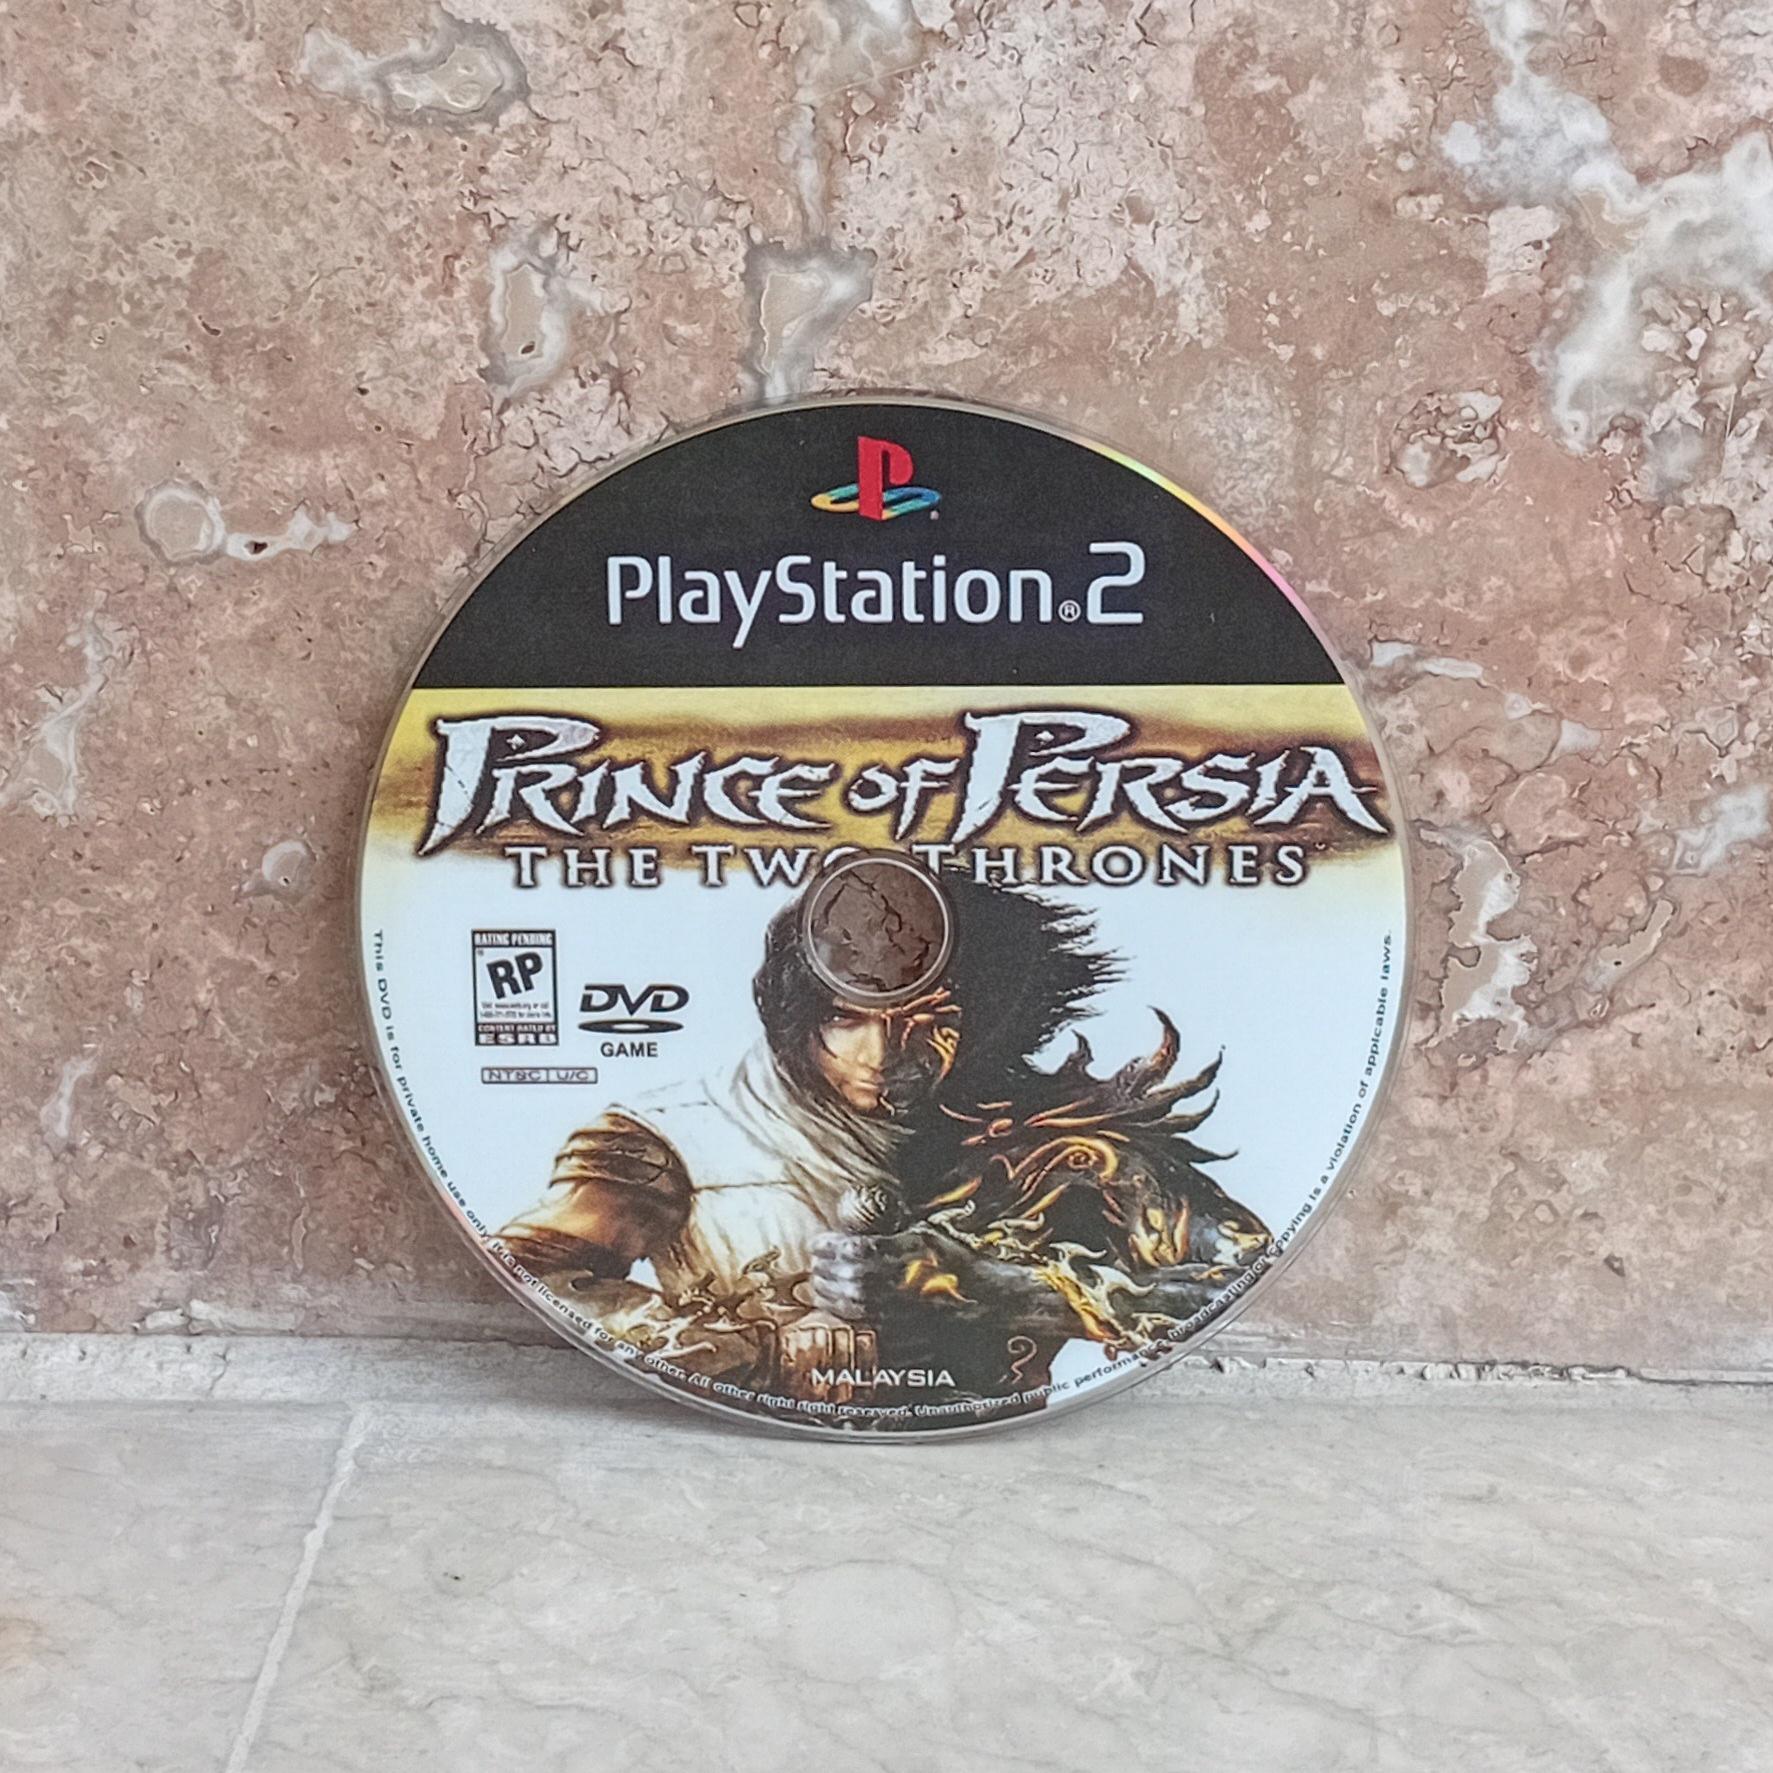 PlayStation®2
PRINCE OF PERSIA
THE TWO THRONES
RATING PENDING
RP
CONTENT RATED BY
ESRB
DVD
GAME
NTSC U/C
MALAYSIA
This DVD is for private home use only. It is not licensed for any other. All other right right reserved. Unauthorized public performance, broadcasting or copying is a violation of appicable laws.